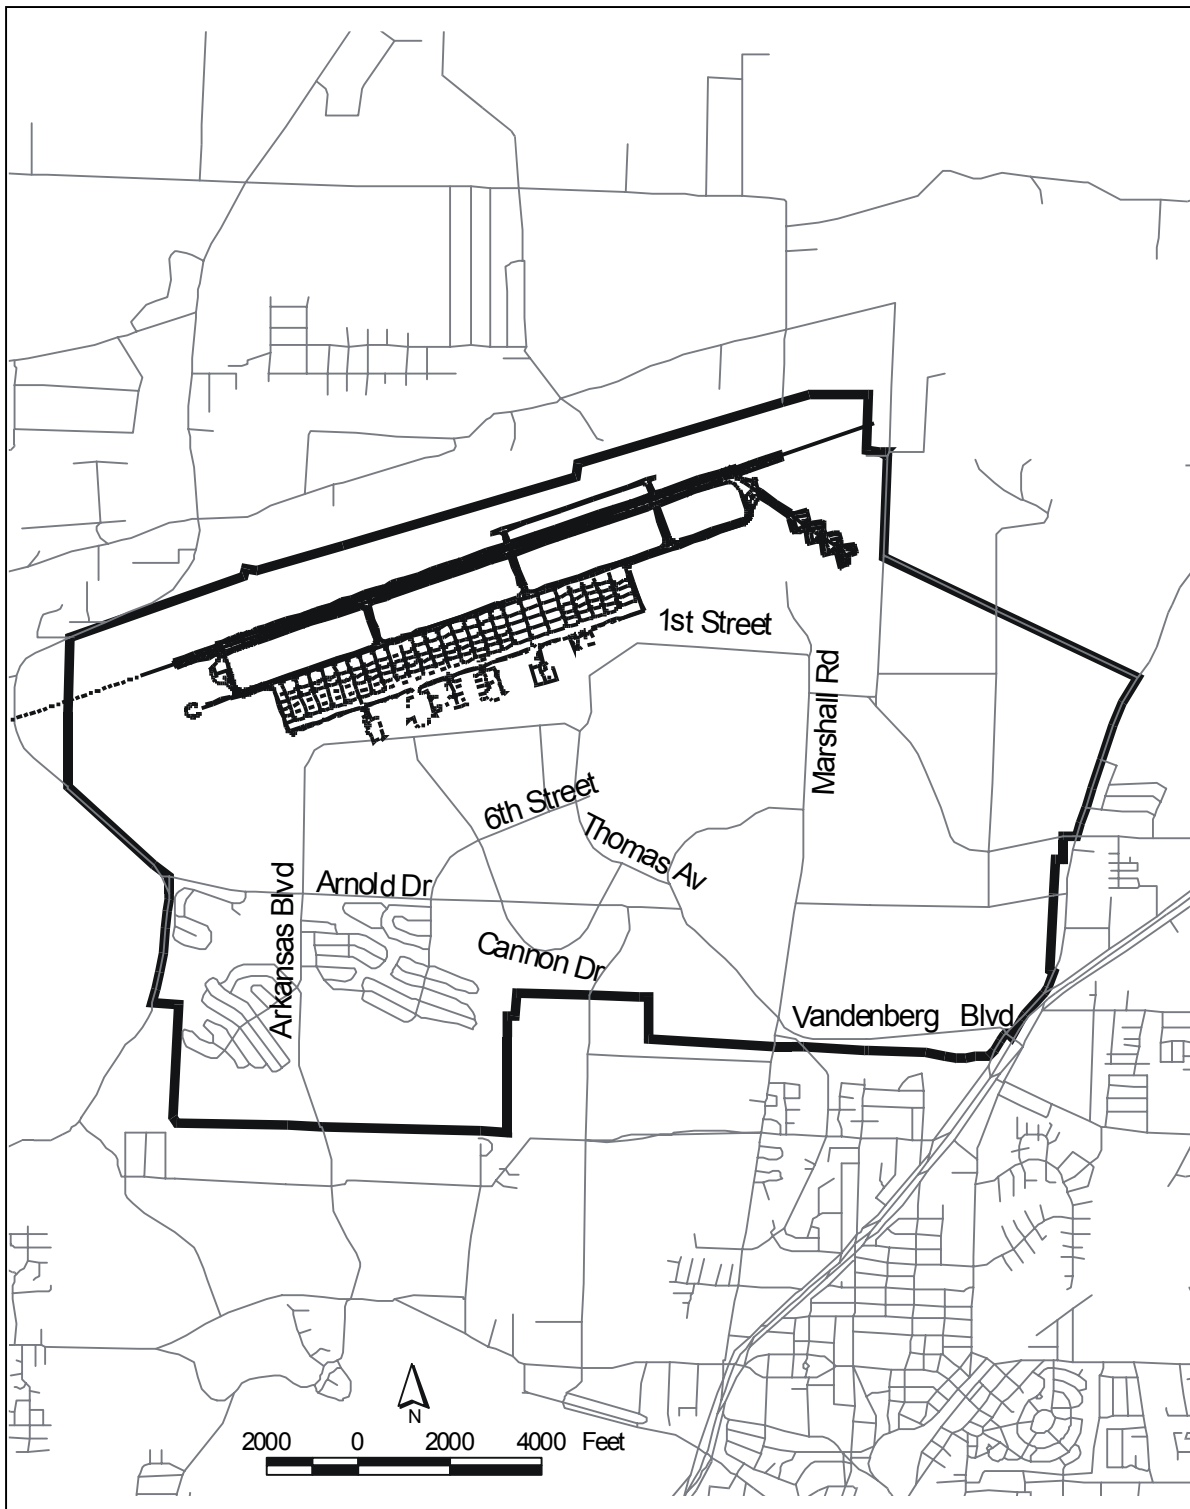 1st Street
Marshall Rd
6th Street
Thomas Av
Arnold Dr
Arkansas Blvd
Cannon Dr
Vandenberg Blvd
N
2000 0 2000 4000 Feet